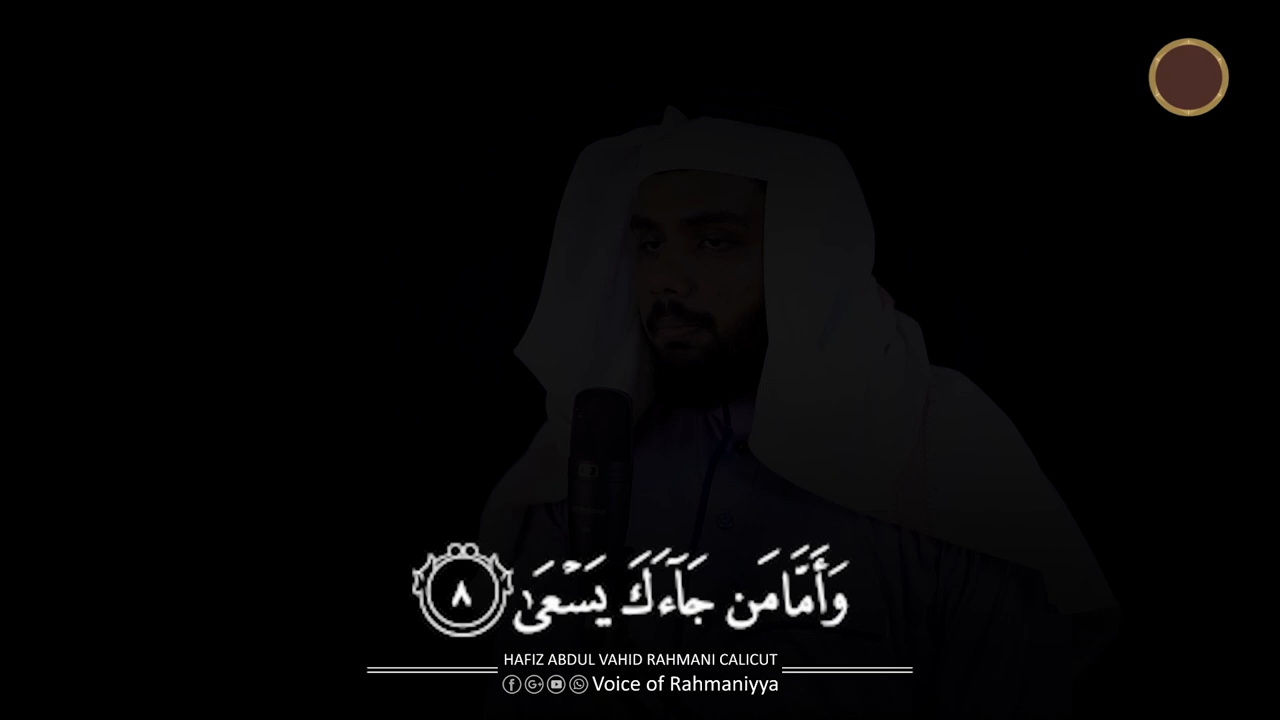 وَأَمَّا مَن جَآءَكَ يَسْعَىٰ ٨
HAFIZ ABDUL VAHID RAHMANI CALICUT
Voice of Rahmaniyya